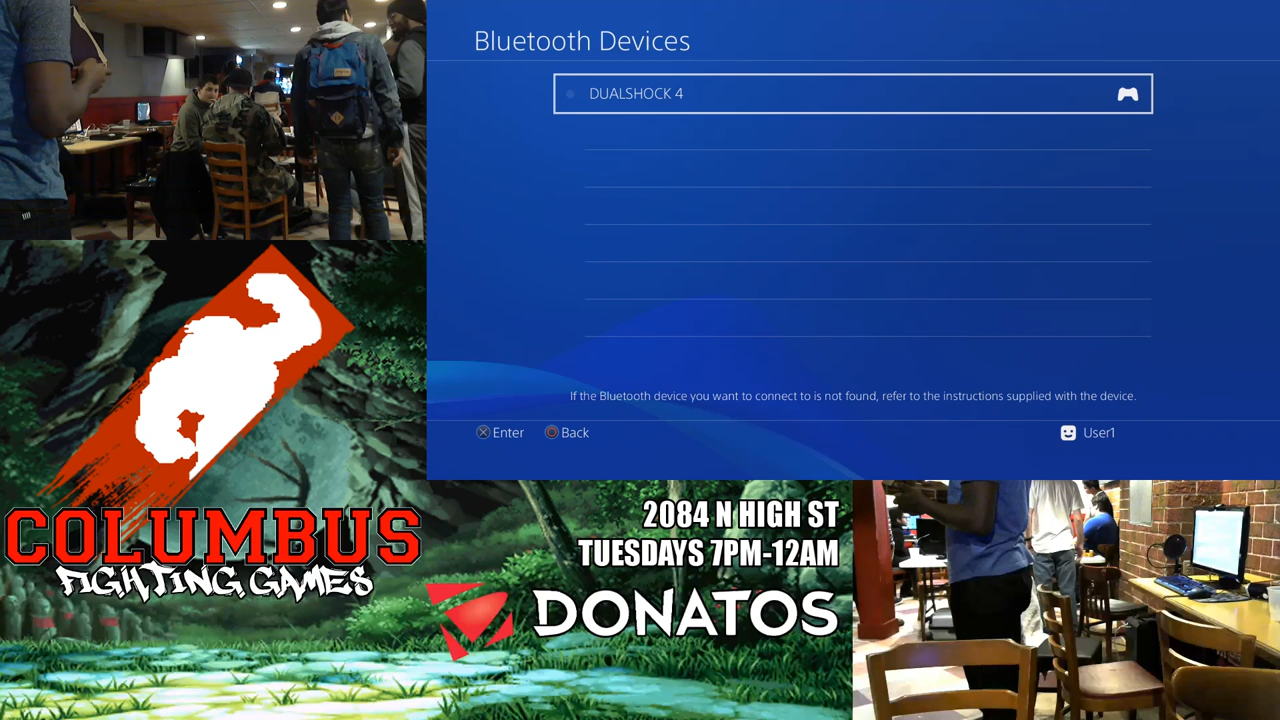 Bluetooth Devices
DUALSHOCK 4
If the Bluetooth device you want to connect to is not found, refer to the instructions supplied with the device.
Enter
Back
User1
COLUMBUS
FIGHTING GAMES
2084 N HIGH ST
TUESDAYS 7PM-12AM
DONATOS